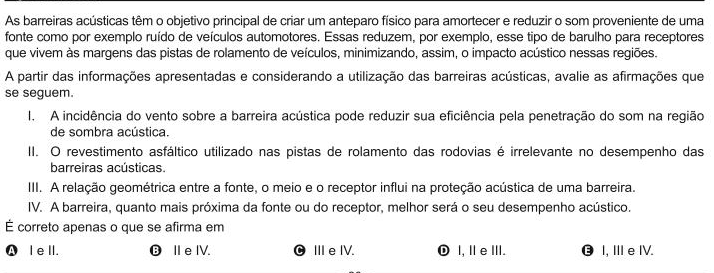 As barreiras acústicas têm o objetivo principal de criar um anteparo físico para amortecer e reduzir o som proveniente de uma
fonte como por exemplo ruído de veículos automotores. Essas reduzem, por exemplo, esse tipo de barulho para receptores
que vivem às margens das pistas de rolamento de veículos, minimizando, assim, o impacto acústico nessas regiões.
A partir das informações apresentadas e considerando a utilização das barreiras acústicas, avalie as afirmações que
se seguem.
I. A incidência do vento sobre a barreira acústica pode reduzir sua eficiência pela penetração do som na região
de sombra acústica.
II. O revestimento asfáltico utilizado nas pistas de rolamento das rodovias é irrelevante no desempenho das
barreiras acústicas.
III. A relação geométrica entre a fonte, o meio e o receptor influi na proteção acústica de uma barreira.
IV. A barreira, quanto mais próxima da fonte ou do receptor, melhor será o seu desempenho acústico.
É correto apenas o que se afirma em
A I e II. B II e IV. C III e IV. D I, II e III. E I, III e IV.